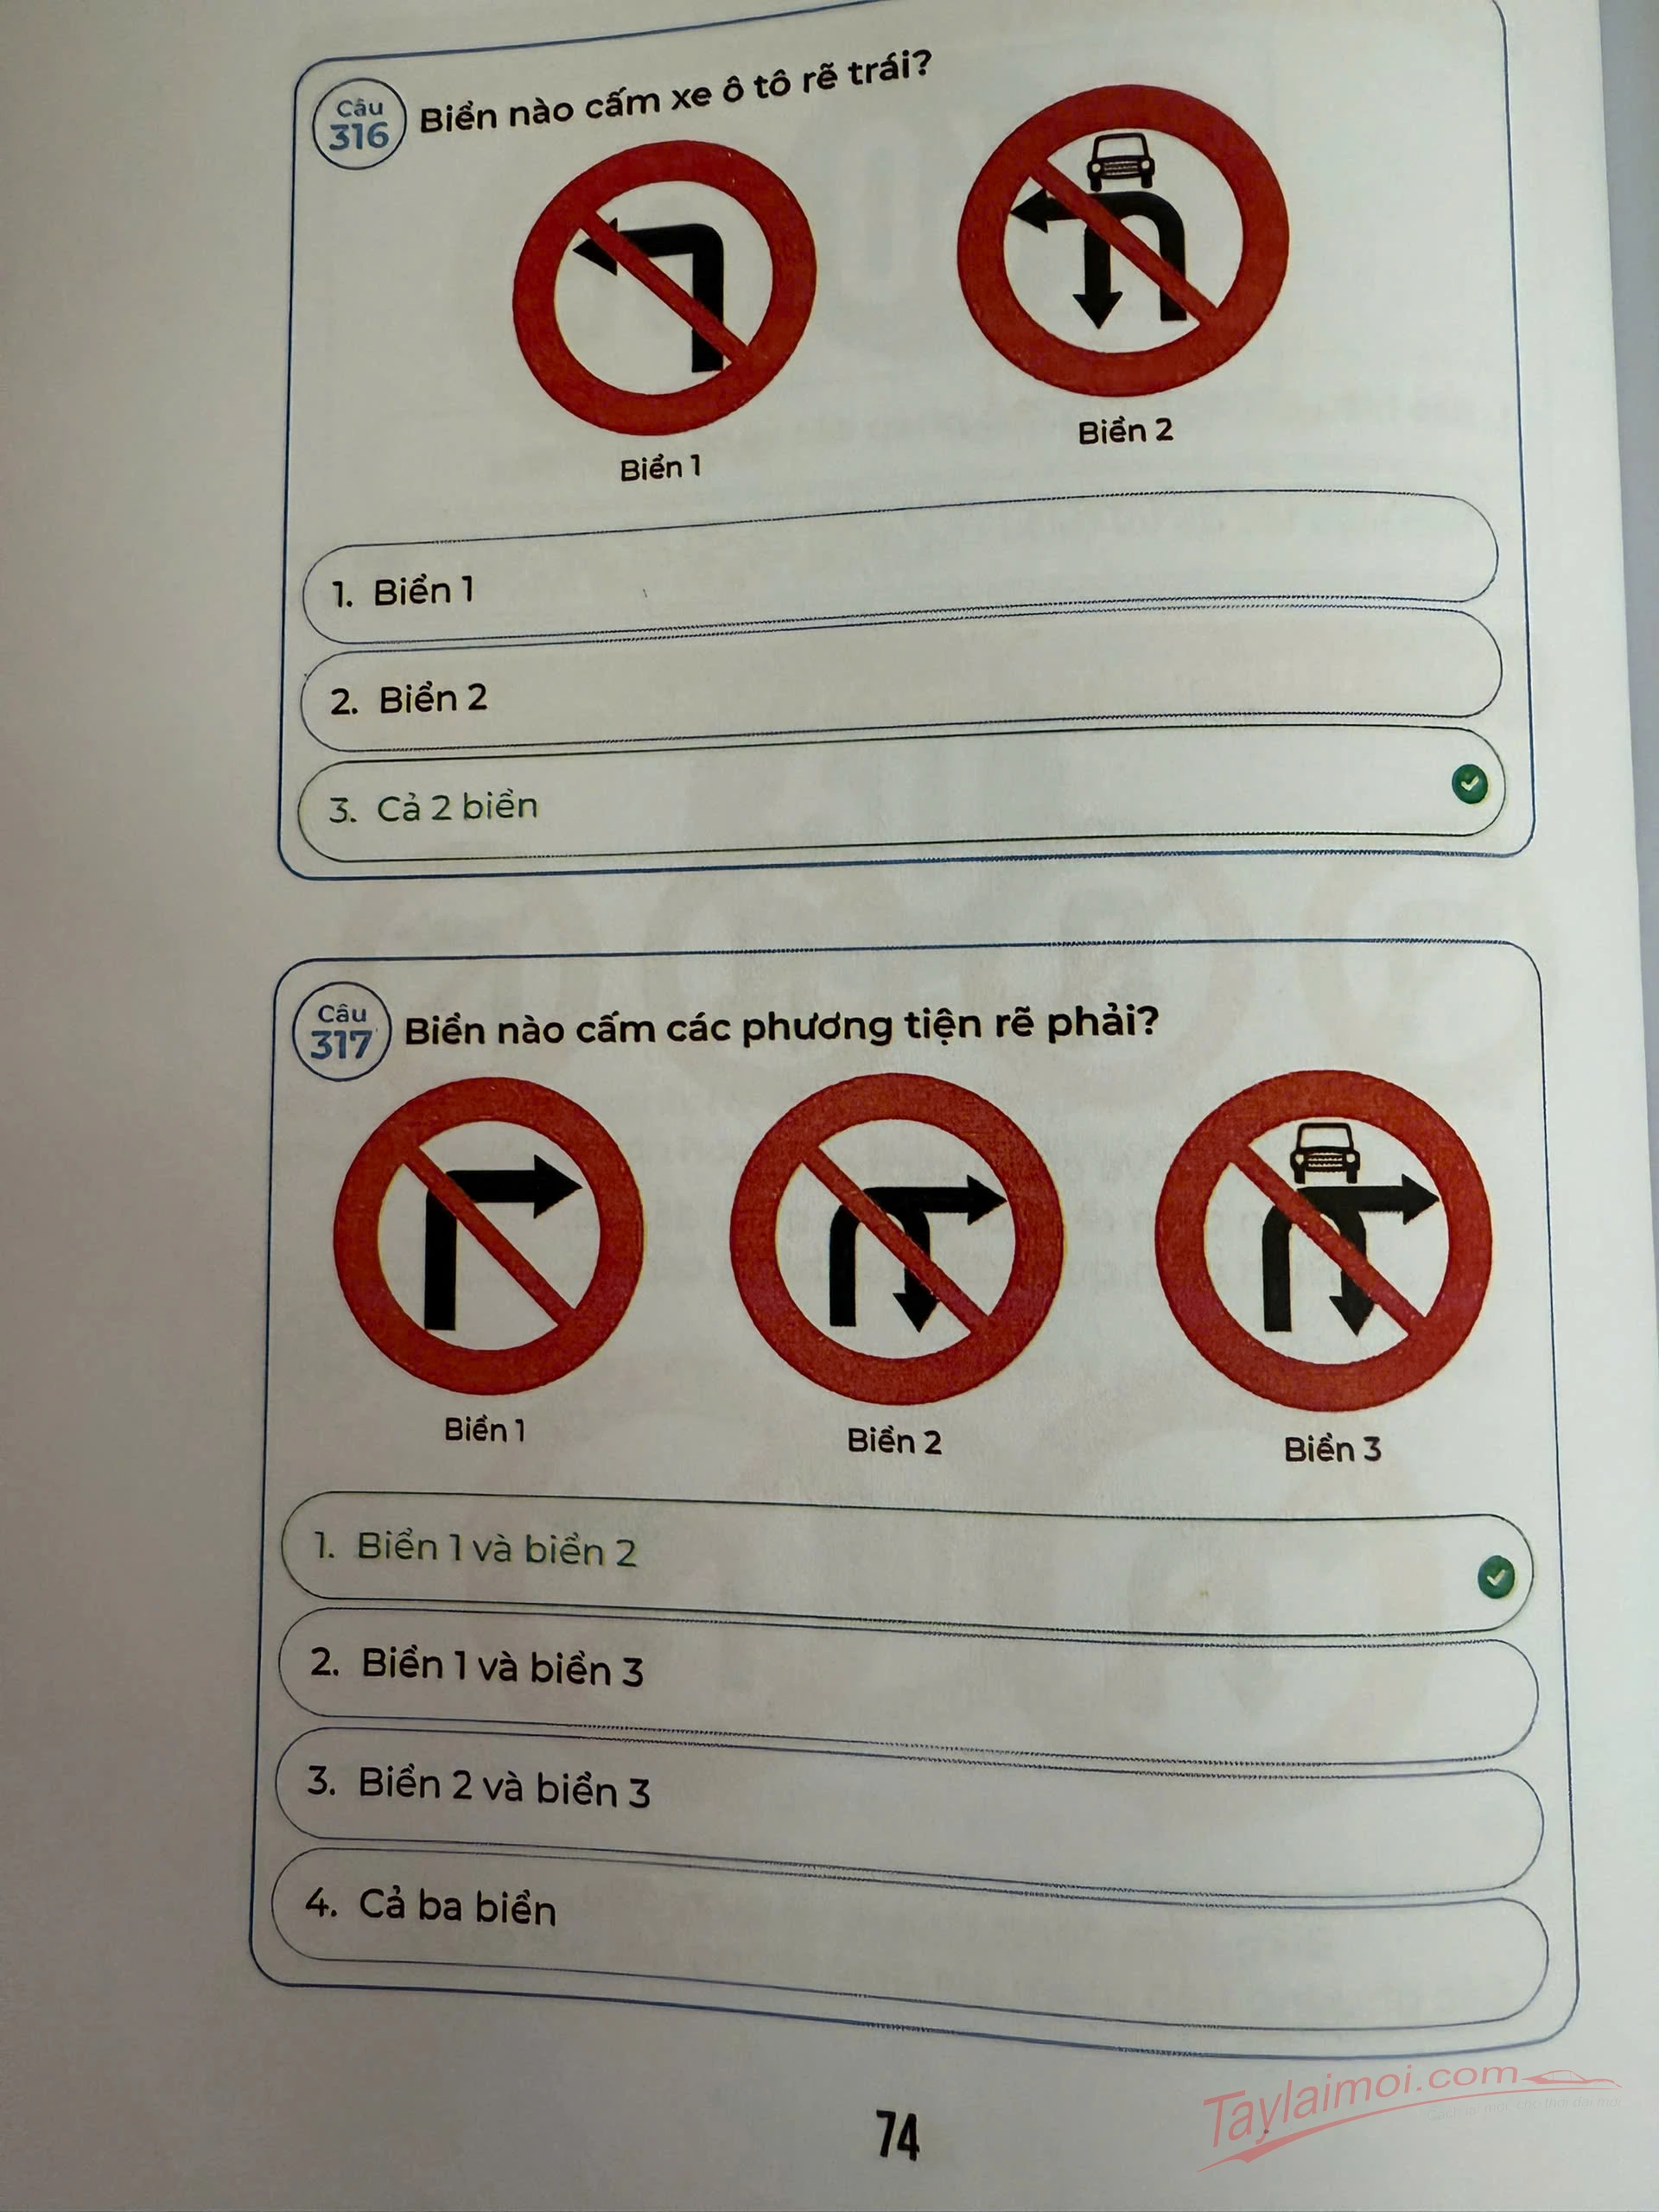 Câu
316
Biển nào cấm xe ô tô rẽ trái?
Biển 1
Biển 2
1. Biển 1
2. Biển 2
3. Cả 2 biển
Câu
317
Biển nào cấm các phương tiện rẽ phải?
Biển 1
Biển 2
Biển 3
1. Biển 1 và biển 2
2. Biển 1 và biển 3
3. Biển 2 và biển 3
4. Cả ba biển
74
Taylaimoi.com